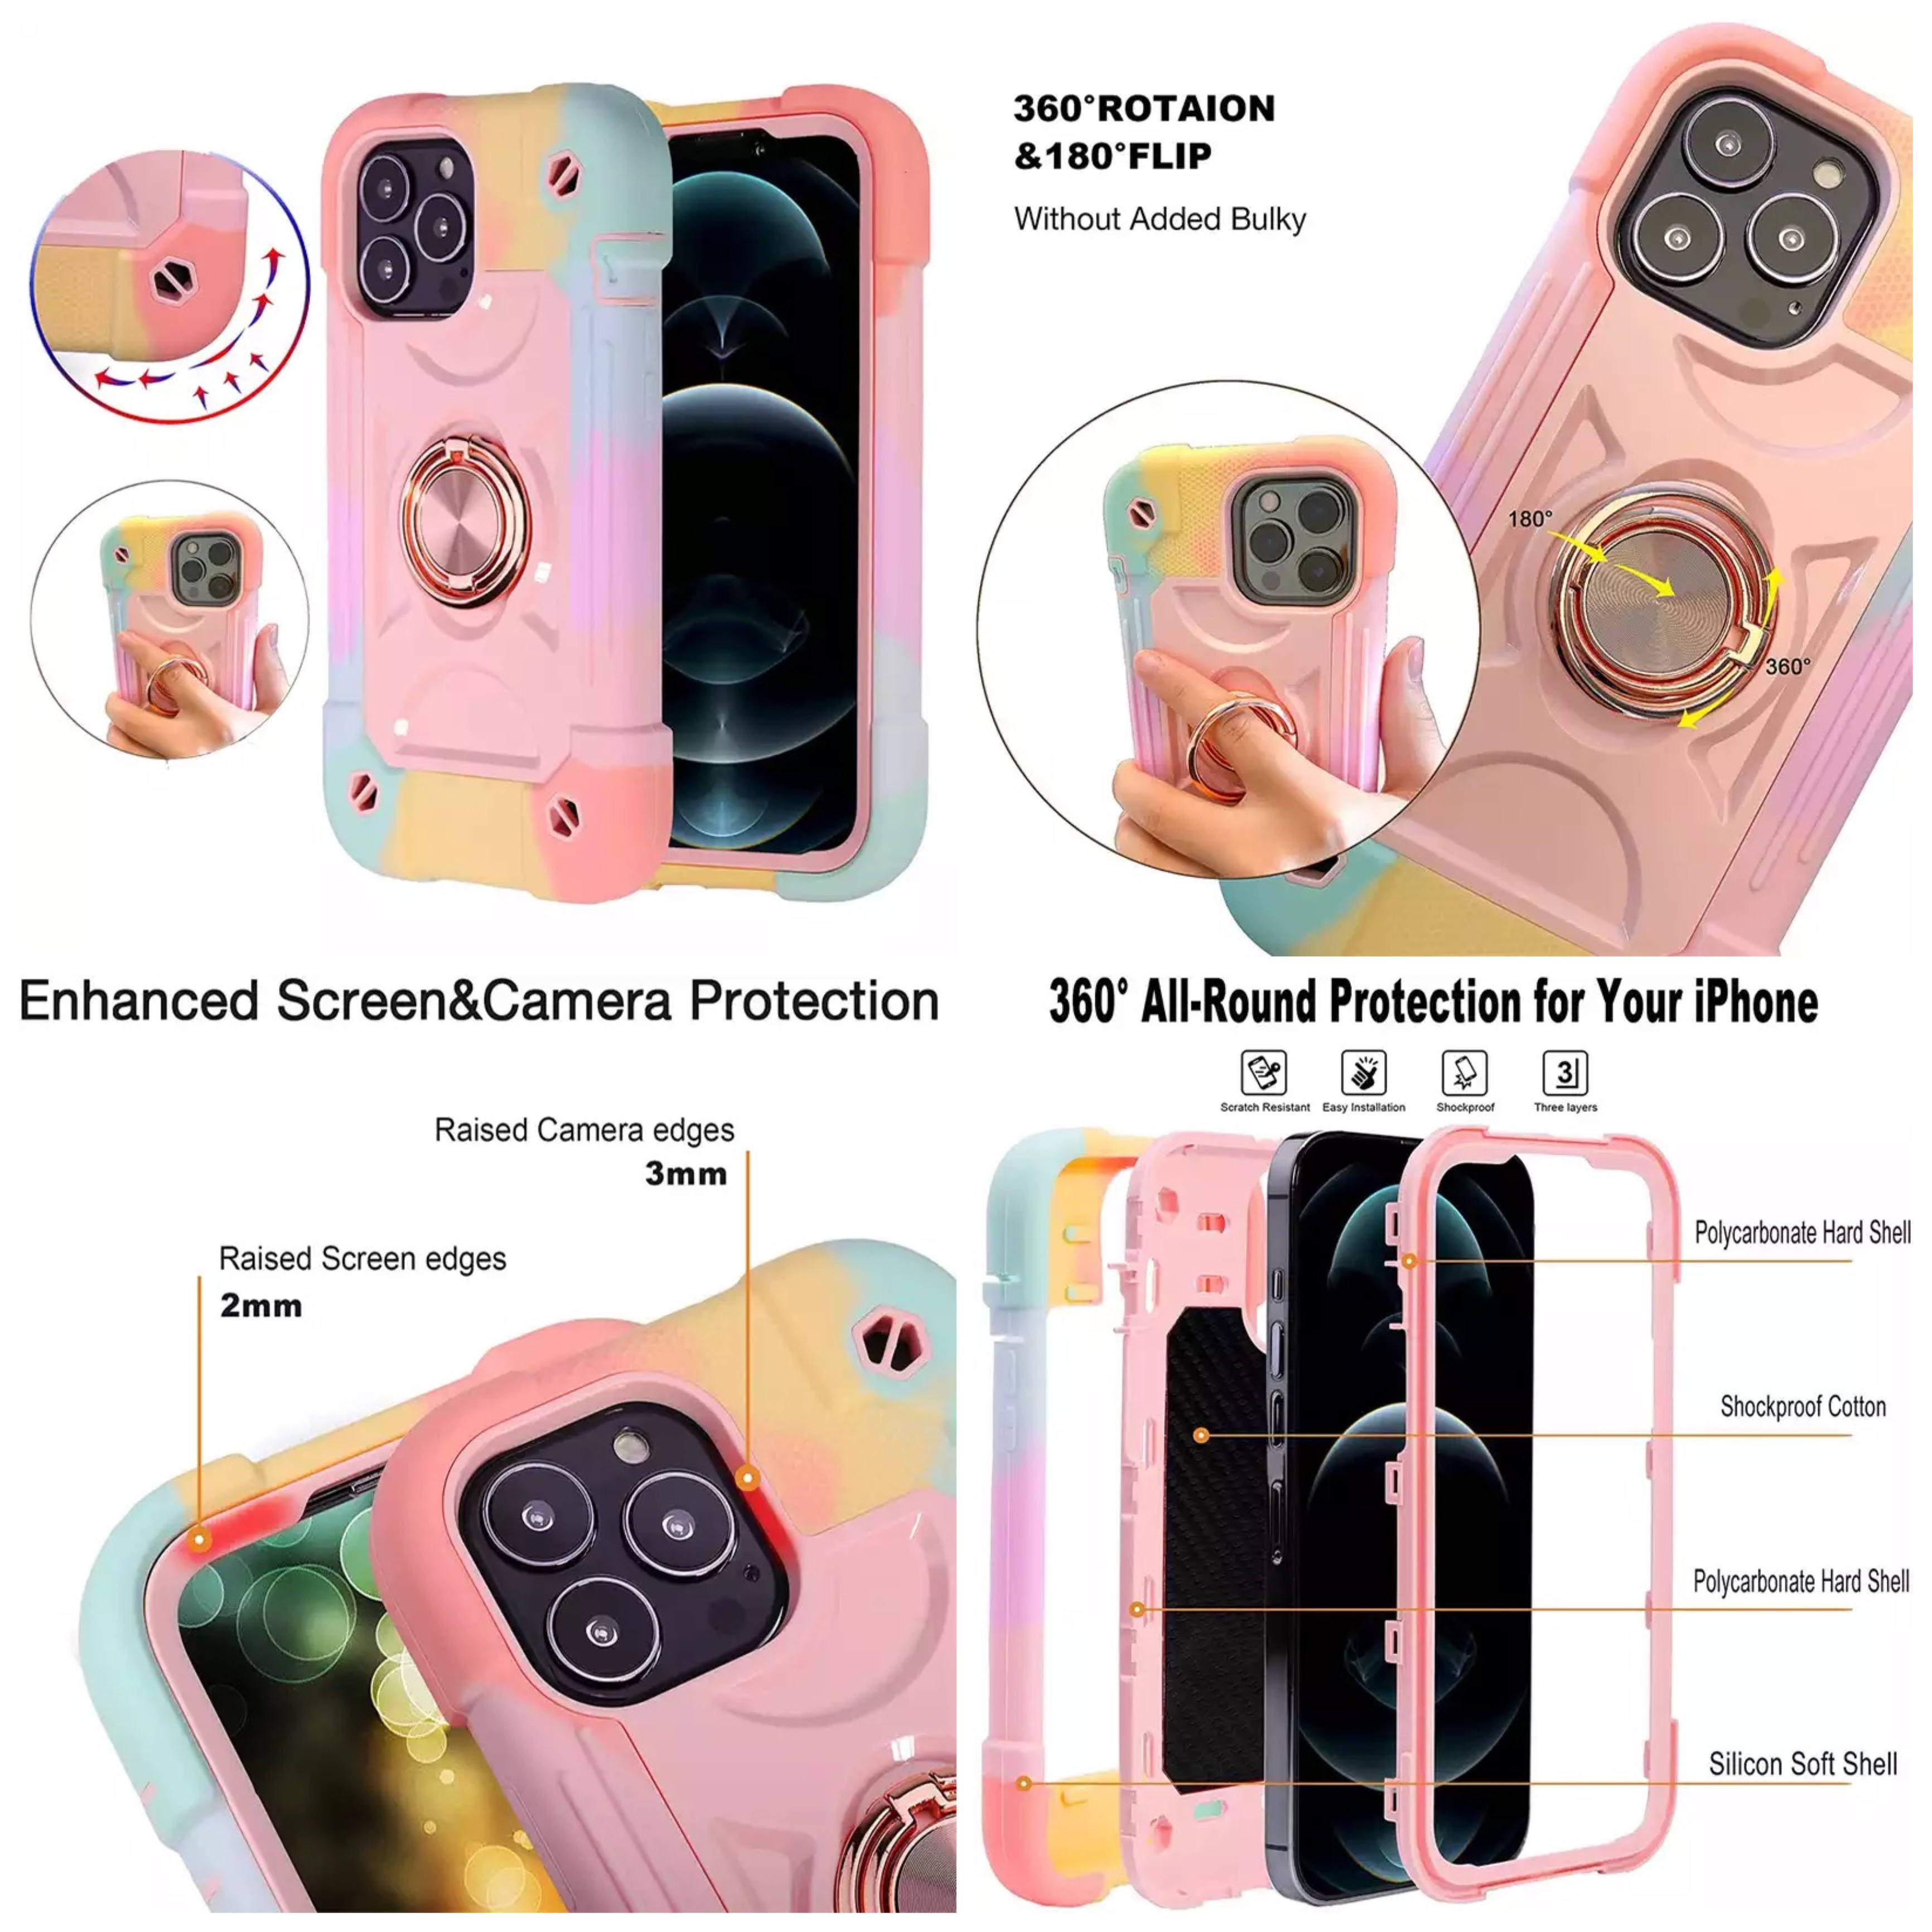 360°ROTAION
&180°FLIP
Without Added Bulky
180°
360°
Enhanced Screen&Camera Protection
Raised Camera edges
3mm
Raised Screen edges
2mm
360° All-Round Protection for Your iPhone
3
Scratch Resistant Easy Installation Shockproof Three layers
Polycarbonate Hard Shell
Shockproof Cotton
Polycarbonate Hard Shell
Silicon Soft Shell